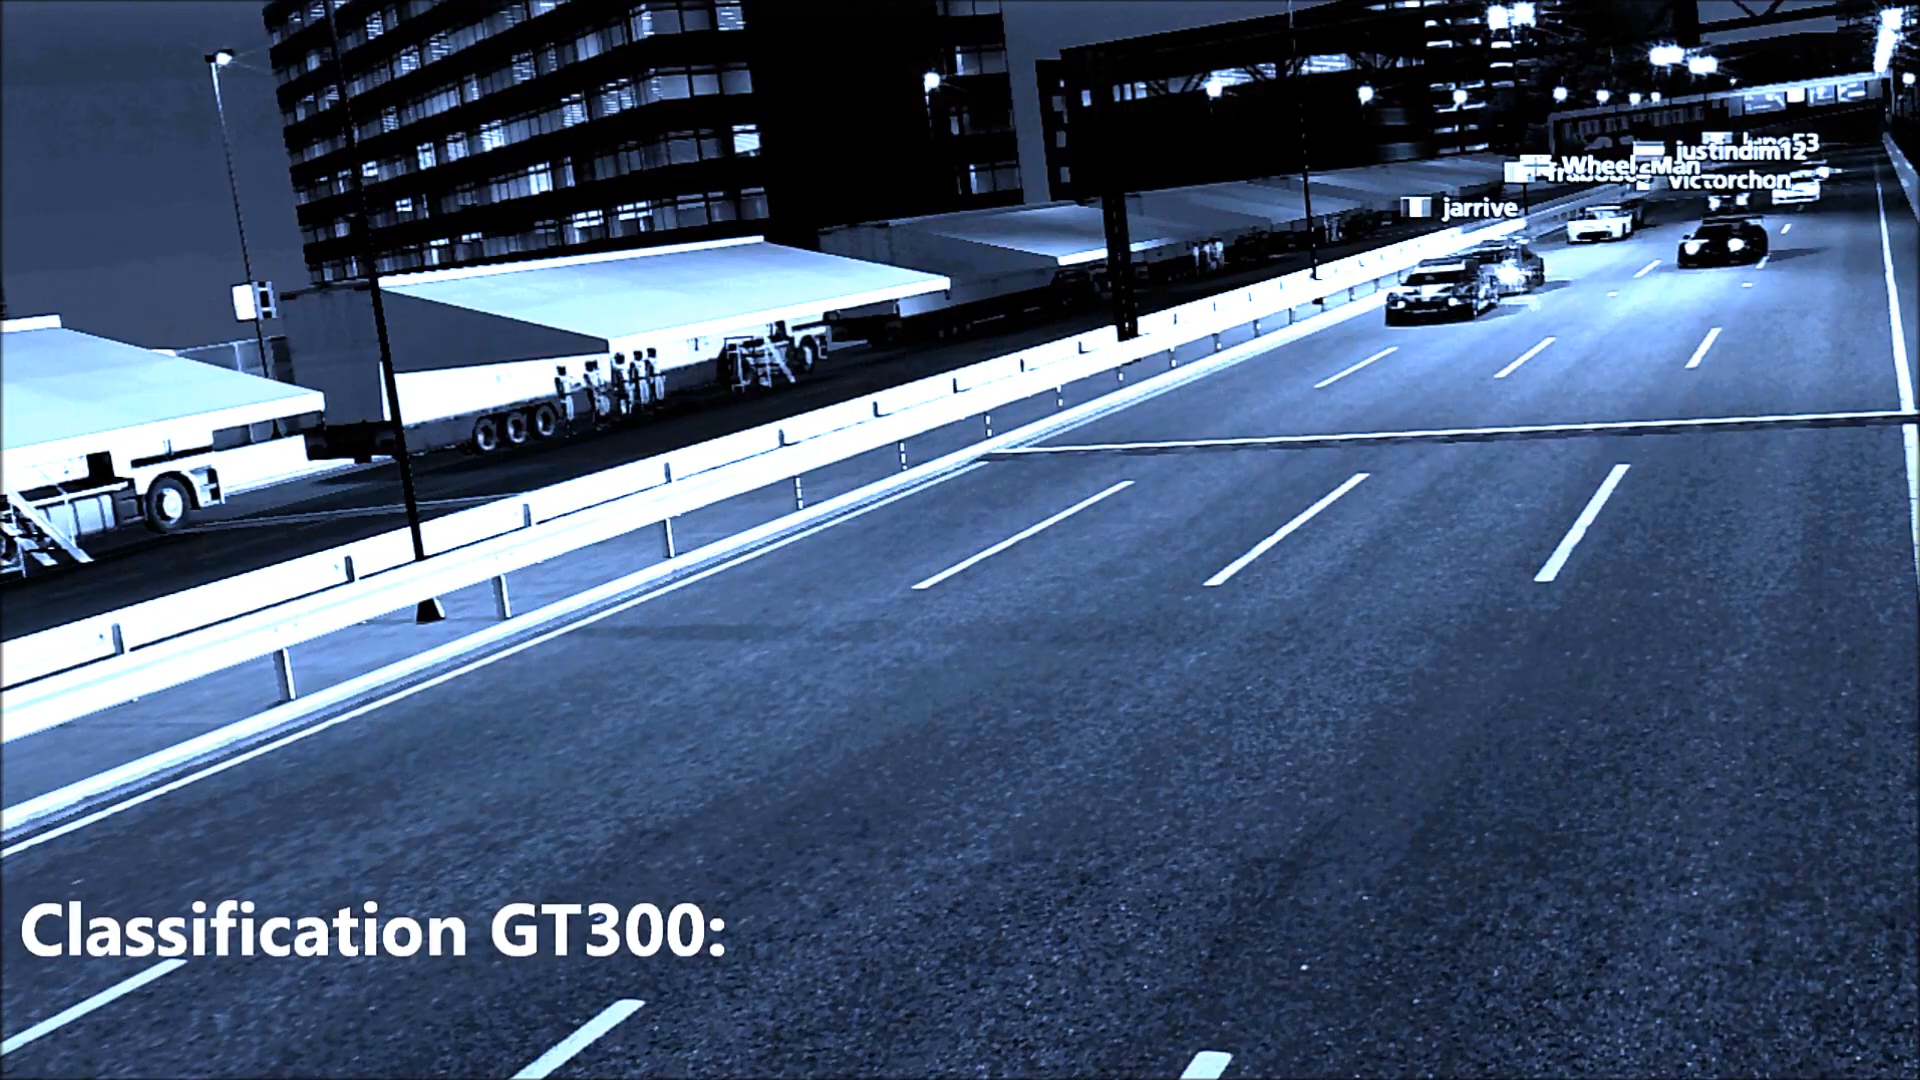 justindim12
Wheel_Man
victorchon
jarrive
Classification GT300: